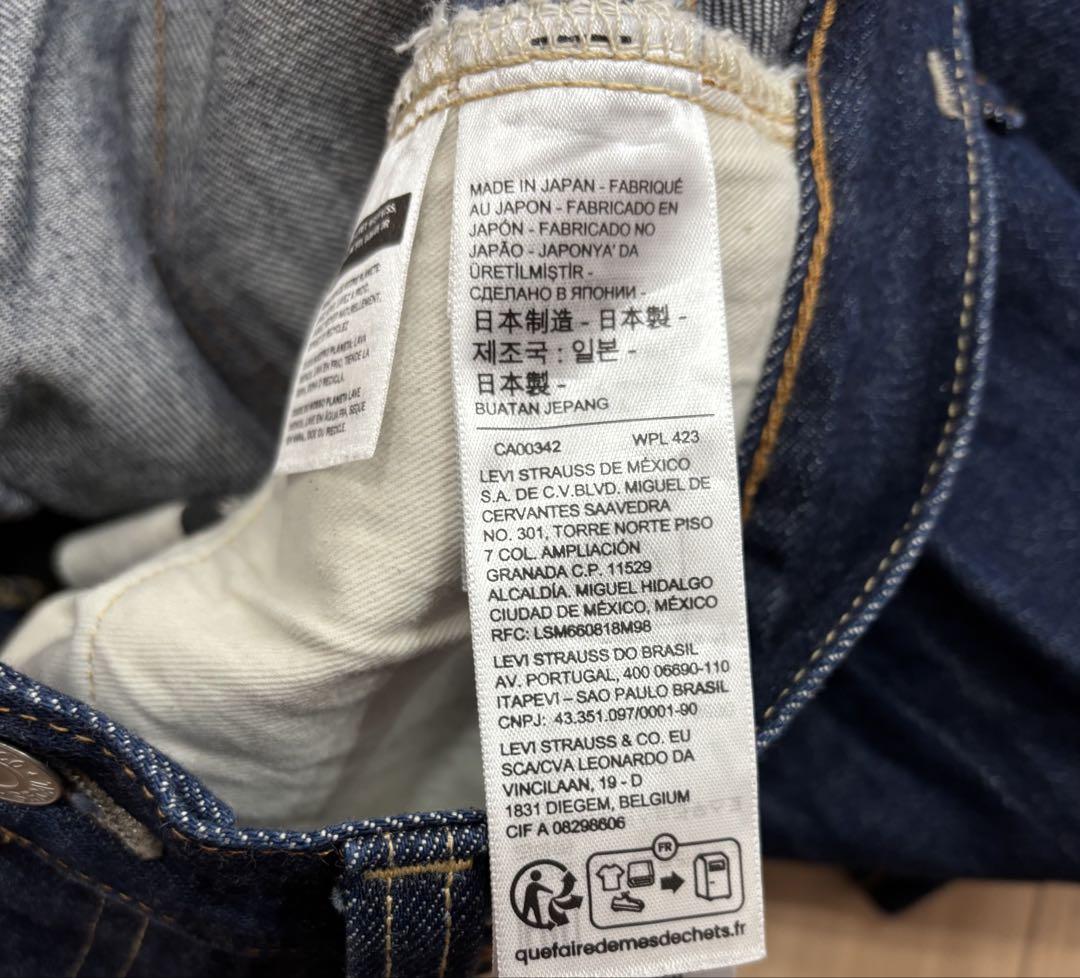 MADE IN JAPAN - FABRIQUÉ
AU JAPON - FABRICADO EN
JAPÓN - FABRICADO NO
JAPÃO - JAPONYA' DA
ÜRETİLMİŞTİR -
СДЕЛАНО В ЯПОНИИ -
日本制造 - 日本製 -
제조국 : 일본 -
日本製 -
BUATAN JEPANG
CA00342 WPL 423
LEVI STRAUSS DE MÉXICO
S.A. DE C.V.BLVD. MIGUEL DE
CERVANTES SAAVEDRA
NO. 301, TORRE NORTE PISO
7 COL. AMPLIACIÓN
GRANADA C.P. 11529
ALCALDÍA. MIGUEL HIDALGO
CIUDAD DE MÉXICO, MÉXICO
RFC: LSM660818M98
LEVI STRAUSS DO BRASIL
AV. PORTUGAL, 400 06690-110
ITAPEVI – SAO PAULO BRASIL
CNPJ: 43.351.097/0001-90
LEVI STRAUSS & CO. EU
SCA/CVA LEONARDO DA
VINCILAAN, 19 - D
1831 DIEGEM, BELGIUM
CIF A 08298606
FR
quefairedemesdechets.fr